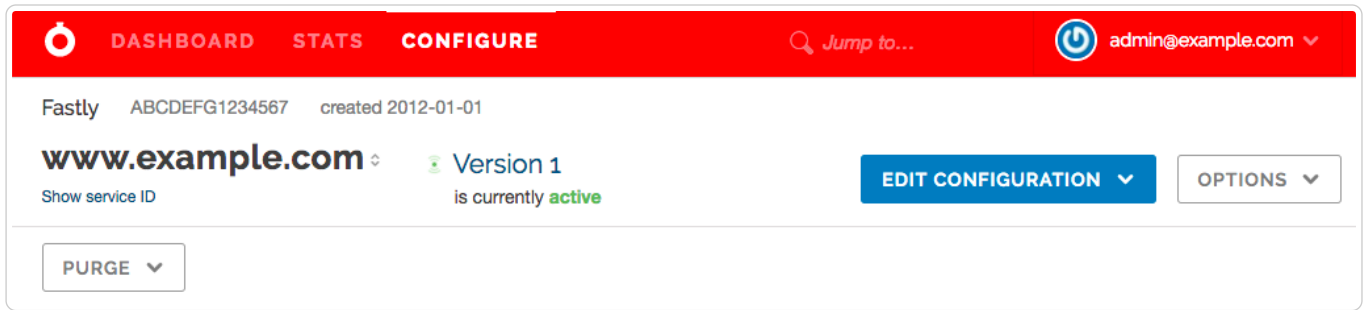 DASHBOARD STATS CONFIGURE Jump to... admin@example.com
Fastly ABCDEFG1234567 created 2012-01-01
www.example.com Version 1
Show service ID is currently active
EDIT CONFIGURATION OPTIONS
PURGE